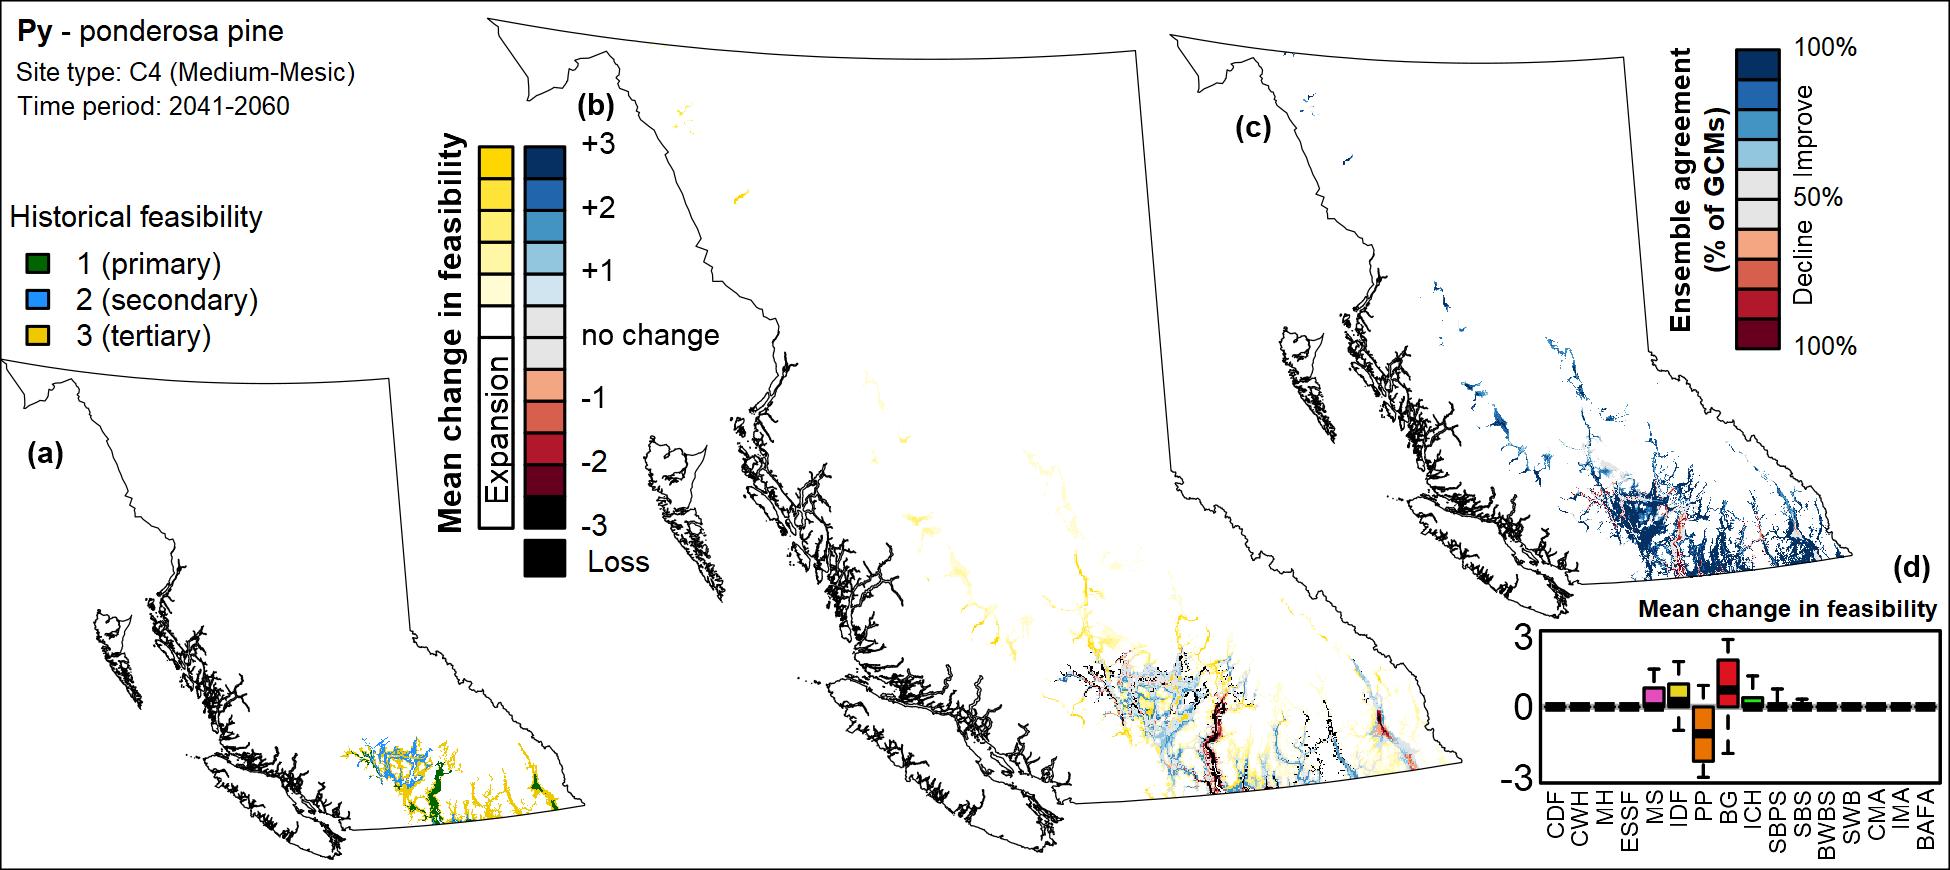 Py - ponderosa pine
Site type: C4 (Medium-Mesic)
Time period: 2041-2060
Historical feasibility
1 (primary)
2 (secondary)
3 (tertiary)
(a)
(b)
Mean change in feasibility
Expansion
+3
+2
+1
no change
-1
-2
-3
Loss
(c)
Ensemble agreement
(% of GCMs)
100%
Improve
50%
Decline
100%
(d)
Mean change in feasibility
3
0
-3
CDF
CWH
MH
ESSF
MS
IDF
PP
BG
ICH
SBPS
SBS
BWBS
SWB
CMA
IMA
BAFA